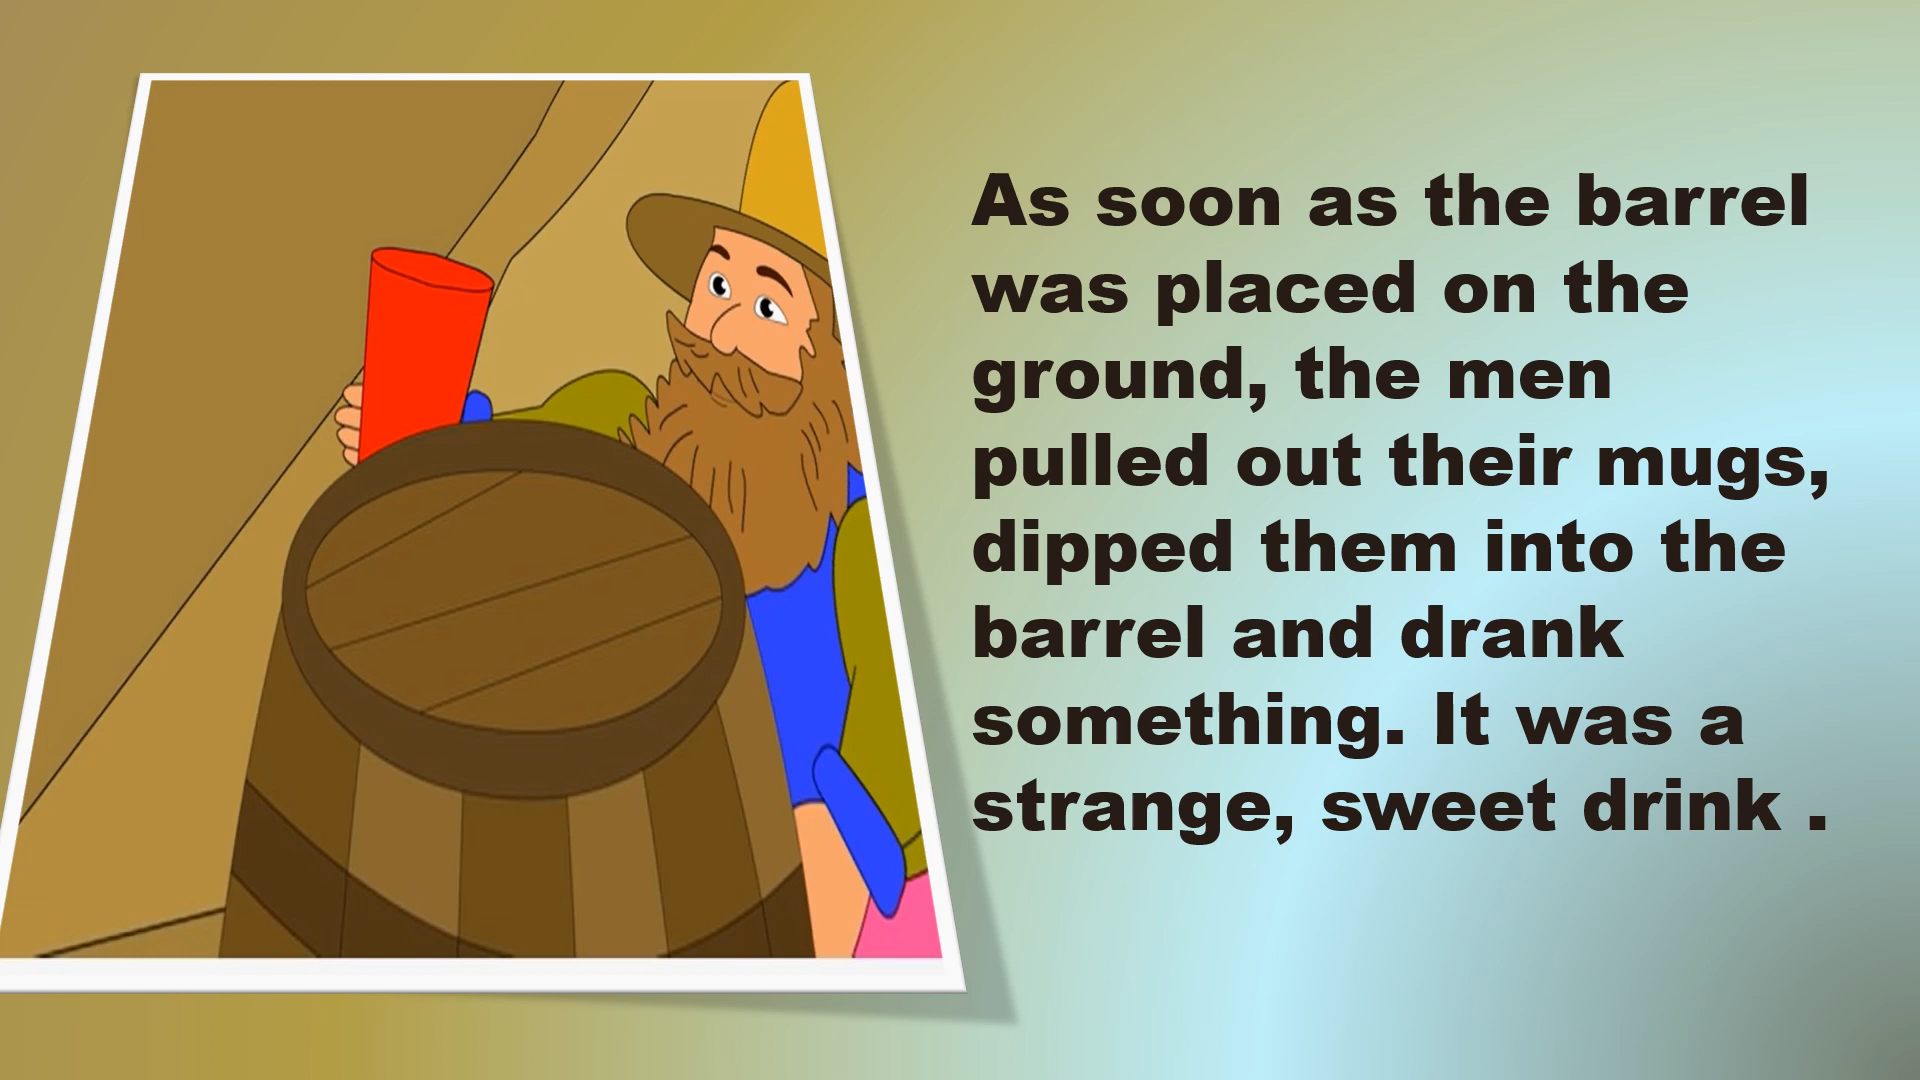 As soon as the barrel
was placed on the
ground, the men
pulled out their mugs,
dipped them into the
barrel and drank
something. It was a
strange, sweet drink .